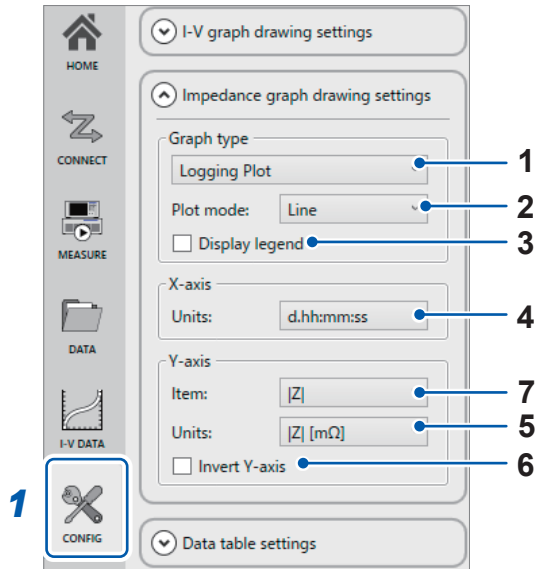 HOME
CONNECT
MEASURE
DATA
I-V DATA
1
CONFIG
I-V graph drawing settings
Impedance graph drawing settings
Graph type
Logging Plot 1
Plot mode: Line 2
Display legend 3
X-axis
Units: d.hh:mm:ss 4
Y-axis
Item: |Z| 7
Units: |Z| [mΩ] 5
Invert Y-axis 6
Data table settings